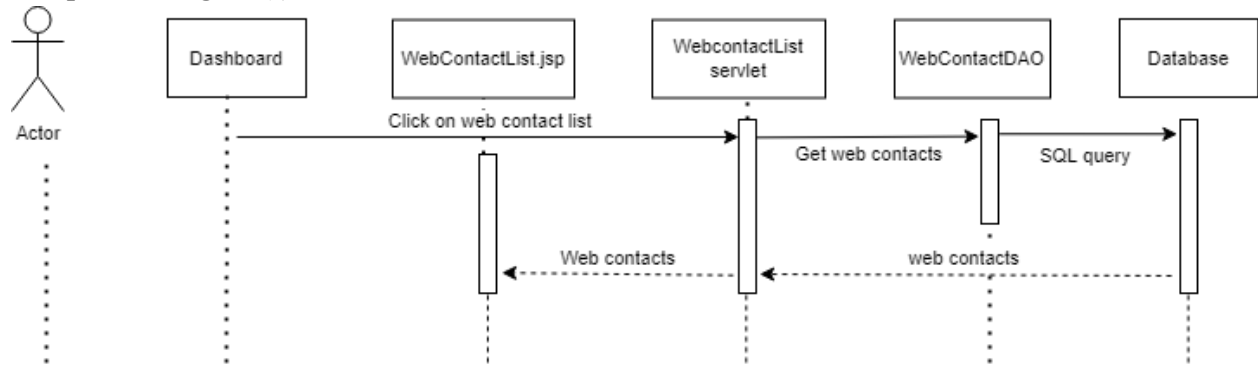 Dashboard
WebContactList.jsp
WebcontactList
servlet
WebContactDAO
Database
Actor
Click on web contact list
Get web contacts
SQL query
Web contacts
web contacts